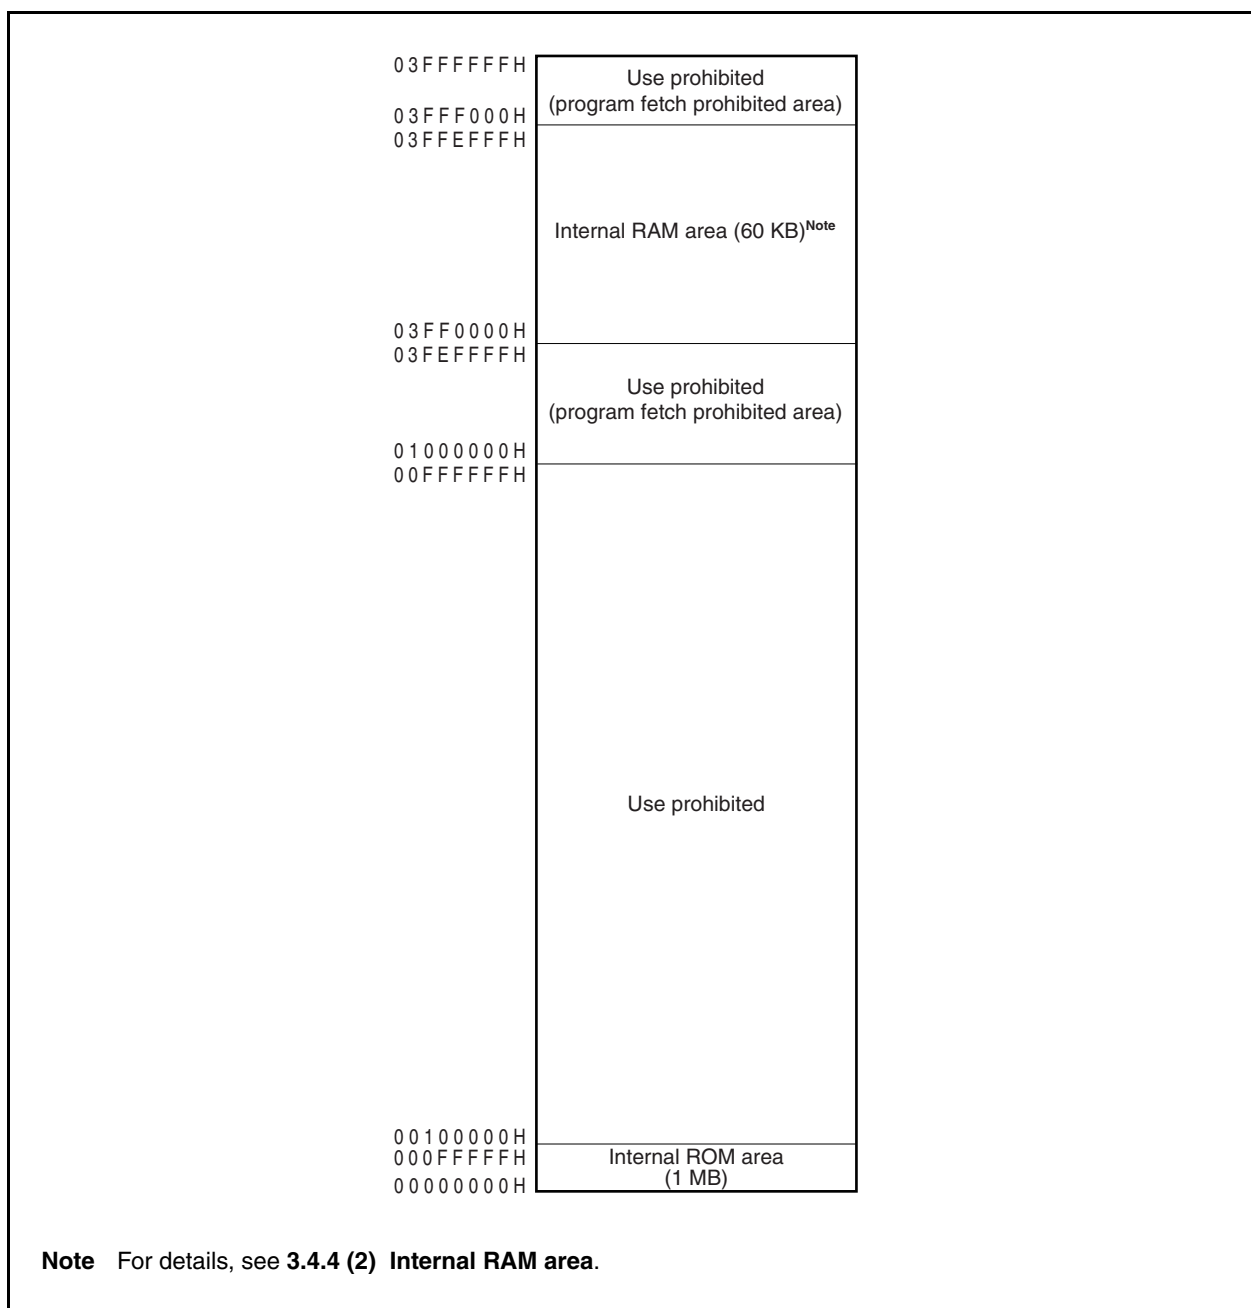 03FFFFFFH
Use prohibited
(program fetch prohibited area)
03FFF000H
03FFEFFFH
Internal RAM area (60 KB)Note
03FF0000H
03FEFFFFH
Use prohibited
(program fetch prohibited area)
01000000H
00FFFFFFH
Use prohibited
00100000H
000FFFFFH
Internal ROM area
(1 MB)
00000000H
Note For details, see 3.4.4 (2) Internal RAM area.